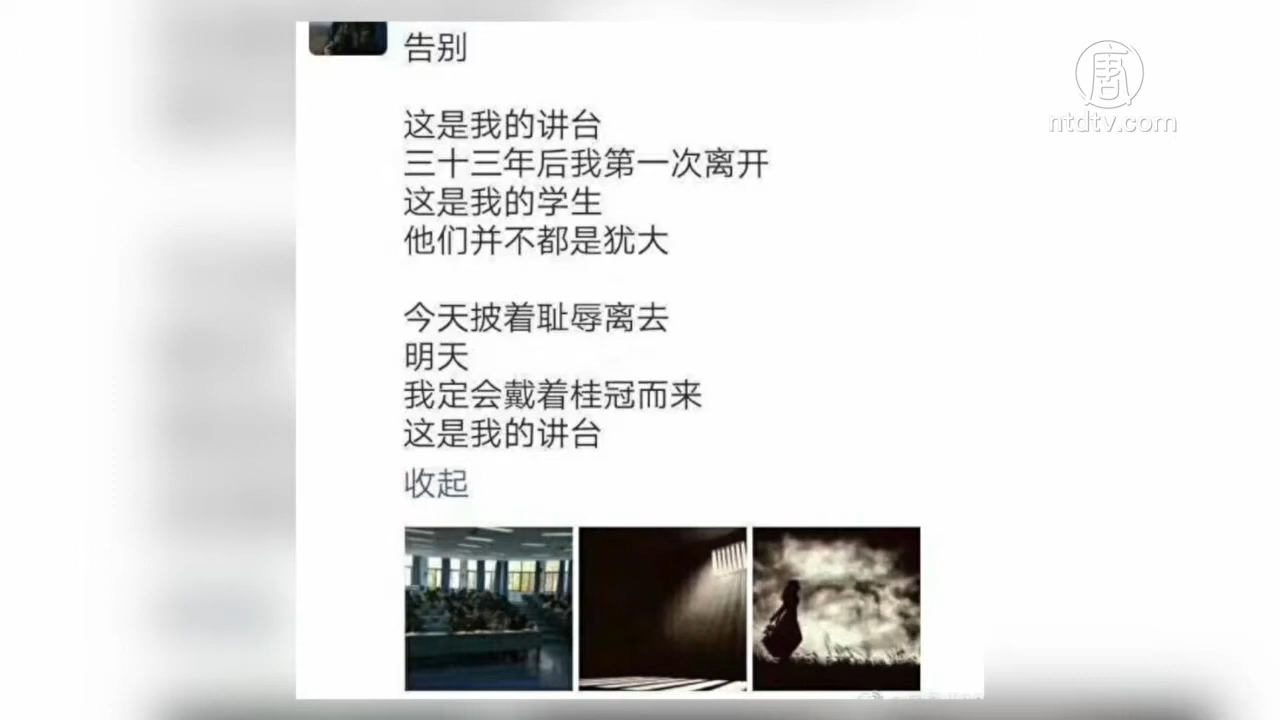 告别
唐
ntdtv.com
这是我的讲台
三十三年后我第一次离开
这是我的学生
他们并不都是犹大
今天披着耻辱离去
明天
我定会戴着桂冠而来
这是我的讲台
收起